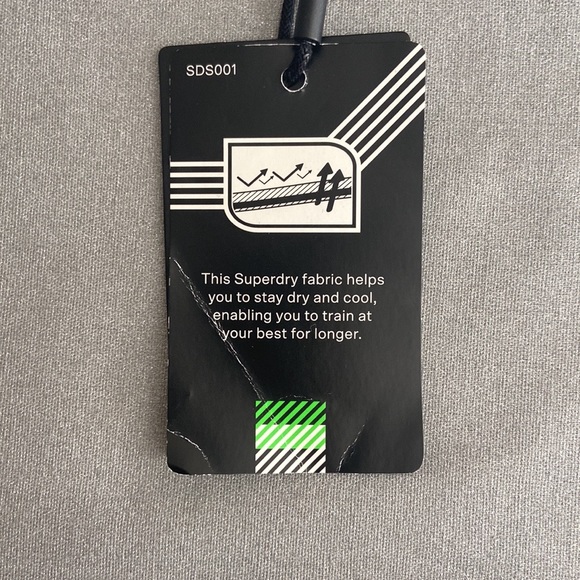 SDS001
This Superdry fabric helps
you to stay dry and cool,
enabling you to train at
your best for longer.